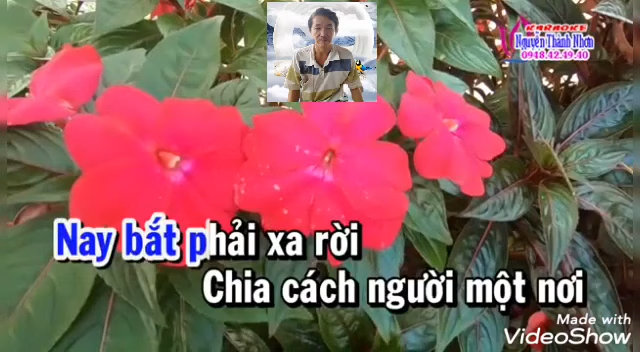 KARAOKE
Nguyễn Thành Nhơn
0948.42.49.40
Nay bắt phải xa rời
Chia cách người một nơi
Made with
VideoShow